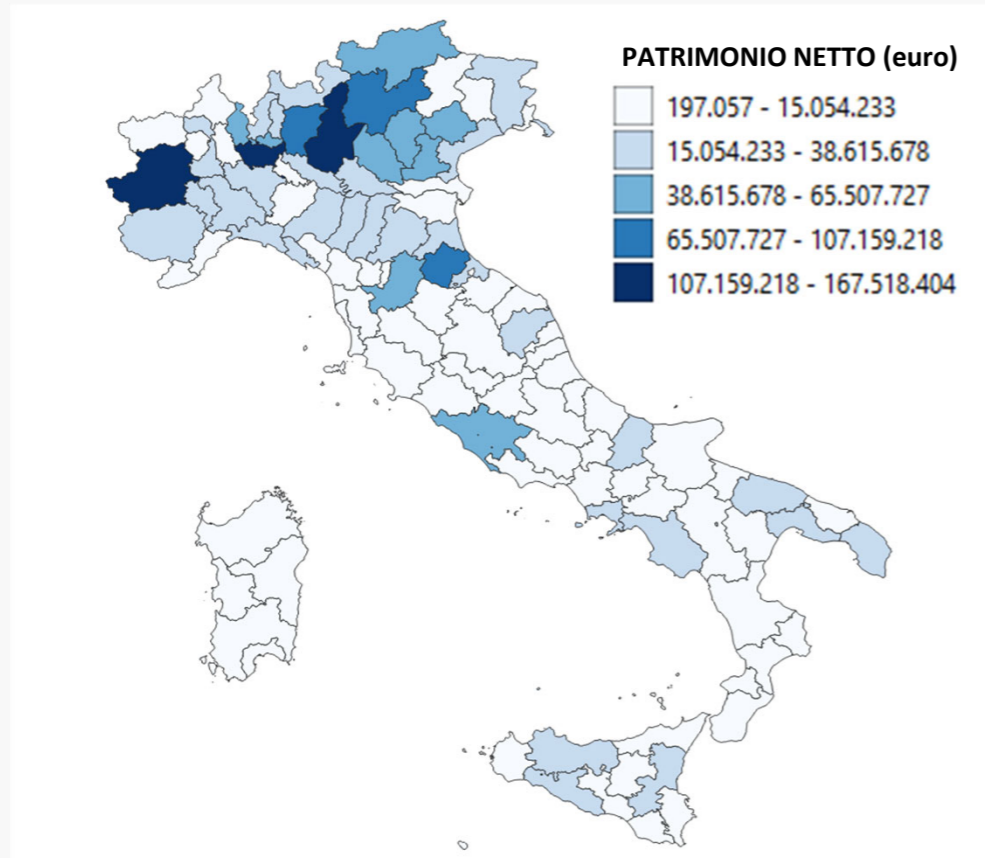 PATRIMONIO NETTO (euro)
197.057 - 15.054.233
15.054.233 - 38.615.678
38.615.678 - 65.507.727
65.507.727 - 107.159.218
107.159.218 - 167.518.404